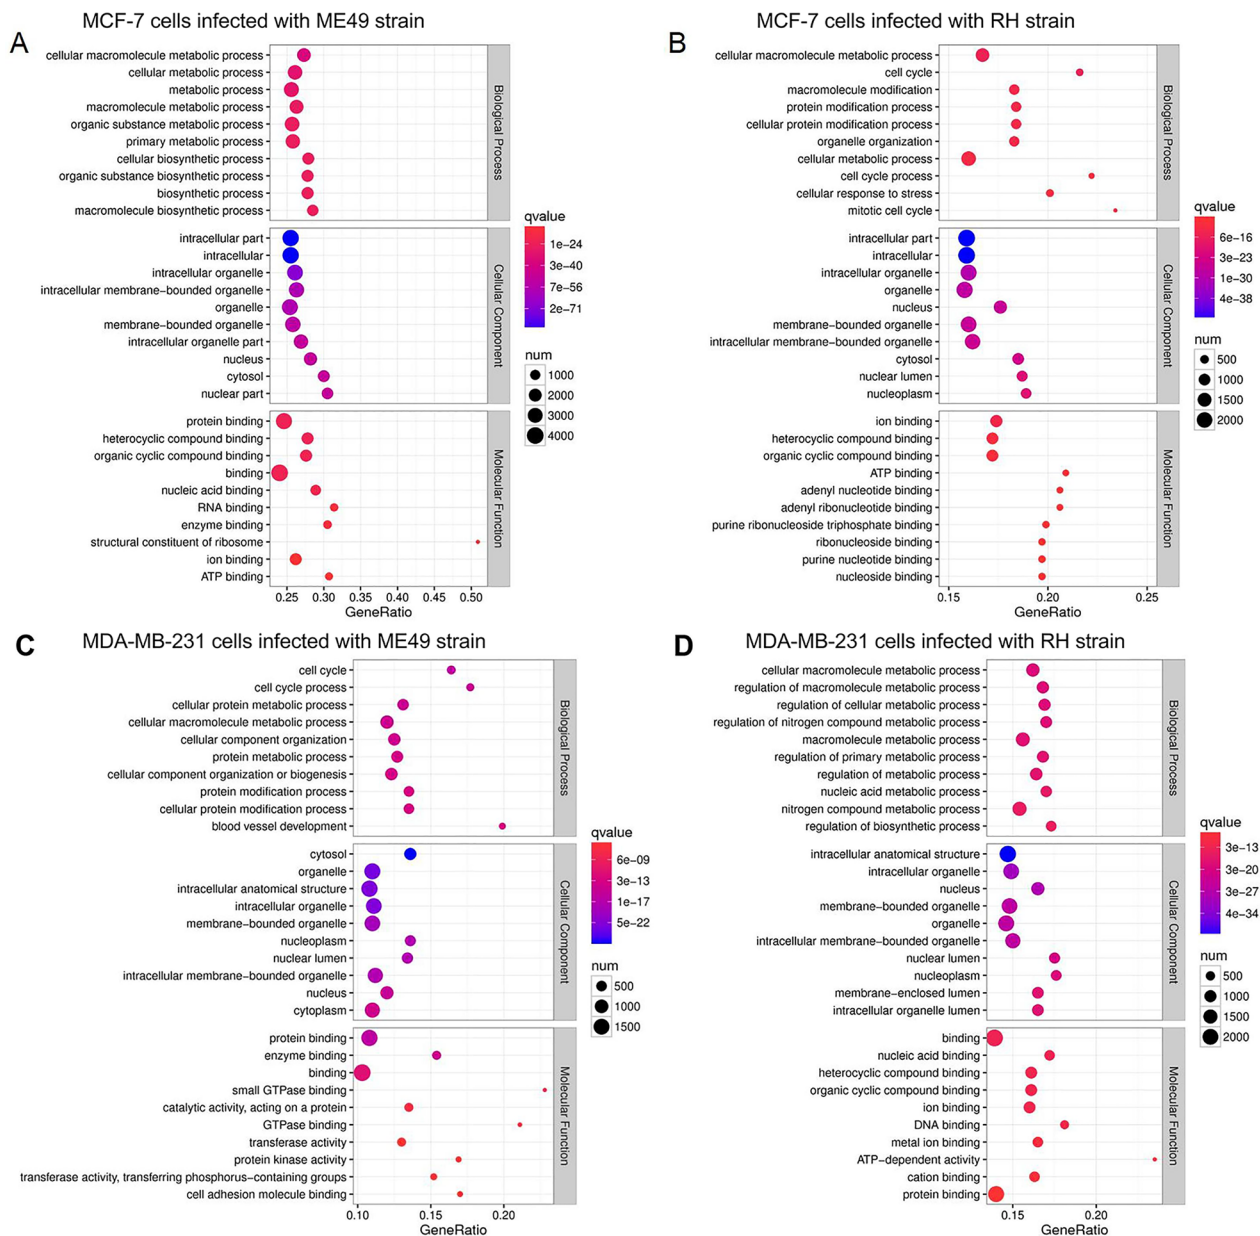 MCF-7 cells infected with ME49 strain
A
cellular macromolecule metabolic process
cellular metabolic process
metabolic process
macromolecule metabolic process
organic substance metabolic process
primary metabolic process
cellular biosynthetic process
organic substance biosynthetic process
biosynthetic process
macromolecule biosynthetic process
Biological Process
intracellular part
intracellular
intracellular organelle
intracellular membrane−bounded organelle
organelle
membrane−bounded organelle
intracellular organelle part
nucleus
cytosol
nuclear part
Cellular Component
protein binding
heterocyclic compound binding
organic cyclic compound binding
binding
nucleic acid binding
RNA binding
enzyme binding
structural constituent of ribosome
ion binding
ATP binding
Molecular Function
0.25 0.30 0.35 0.40 0.45 0.50
GeneRatio
qvalue
1e−24
3e−40
7e−56
2e−71
num
1000
2000
3000
4000
MCF-7 cells infected with RH strain
B
cellular macromolecule metabolic process
cell cycle
macromolecule modification
protein modification process
cellular protein modification process
organelle organization
cellular metabolic process
cell cycle process
cellular response to stress
mitotic cell cycle
Biological Process
intracellular part
intracellular
intracellular organelle
organelle
nucleus
membrane−bounded organelle
intracellular membrane−bounded organelle
cytosol
nuclear lumen
nucleoplasm
Cellular Component
ion binding
heterocyclic compound binding
organic cyclic compound binding
ATP binding
adenyl nucleotide binding
adenyl ribonucleotide binding
purine ribonucleoside triphosphate binding
ribonucleoside binding
purine nucleotide binding
nucleoside binding
Molecular Function
0.15 0.20 0.25
GeneRatio
qvalue
6e−16
3e−23
1e−30
4e−38
num
500
1000
1500
2000
MDA-MB-231 cells infected with ME49 strain
C
cell cycle
cell cycle process
cellular protein metabolic process
cellular macromolecule metabolic process
cellular component organization
protein metabolic process
cellular component organization or biogenesis
protein modification process
cellular protein modification process
blood vessel development
Biological Process
cytosol
organelle
intracellular anatomical structure
intracellular organelle
membrane−bounded organelle
nucleoplasm
nuclear lumen
intracellular membrane−bounded organelle
nucleus
cytoplasm
Cellular Component
protein binding
enzyme binding
binding
small GTPase binding
catalytic activity, acting on a protein
GTPase binding
transferase activity
protein kinase activity
transferase activity, transferring phosphorus−containing groups
cell adhesion molecule binding
Molecular Function
0.10 0.15 0.20
GeneRatio
qvalue
6e−09
3e−13
1e−17
5e−22
num
500
1000
1500
MDA-MB-231 cells infected with RH strain
D
cellular macromolecule metabolic process
regulation of macromolecule metabolic process
regulation of cellular metabolic process
regulation of nitrogen compound metabolic process
macromolecule metabolic process
regulation of primary metabolic process
regulation of metabolic process
nucleic acid metabolic process
nitrogen compound metabolic process
regulation of biosynthetic process
Biological Process
intracellular anatomical structure
intracellular organelle
nucleus
membrane−bounded organelle
organelle
intracellular membrane−bounded organelle
nuclear lumen
nucleoplasm
membrane−enclosed lumen
intracellular organelle lumen
Cellular Component
binding
nucleic acid binding
heterocyclic compound binding
organic cyclic compound binding
ion binding
DNA binding
metal ion binding
ATP−dependent activity
cation binding
protein binding
Molecular Function
0.15 0.20
GeneRatio
qvalue
3e−13
3e−20
3e−27
4e−34
num
500
1000
1500
2000